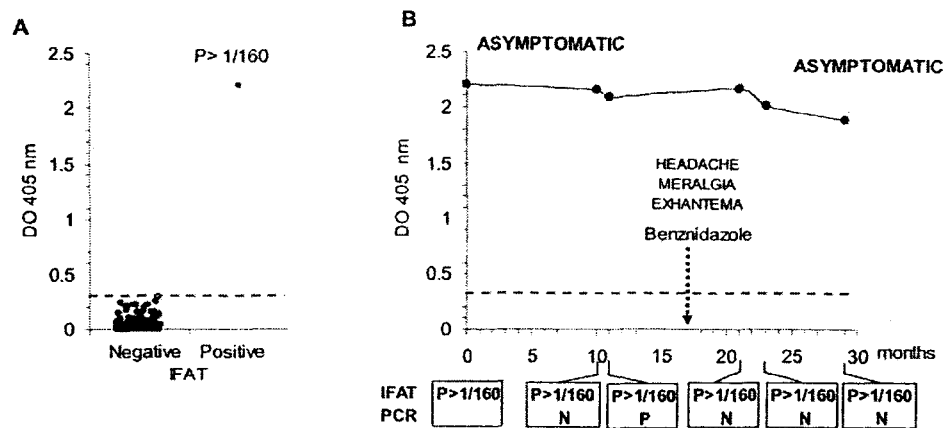 A
P> 1/160
2.5
2
1.5
1
0.5
0
DO 405 nm
Negative Positive
IFAT
B
ASYMPTOMATIC
ASYMPTOMATIC
2.5
2
1.5
1
0.5
0
DO 405 nm
HEADACHE
MERALGIA
EXHANTEMA
Benznidazole
0 5 10 15 20 25 30 months
IFAT P>1/160 P>1/160 P>1/160 P>1/160 P>1/160 P>1/160
PCR N P N N N